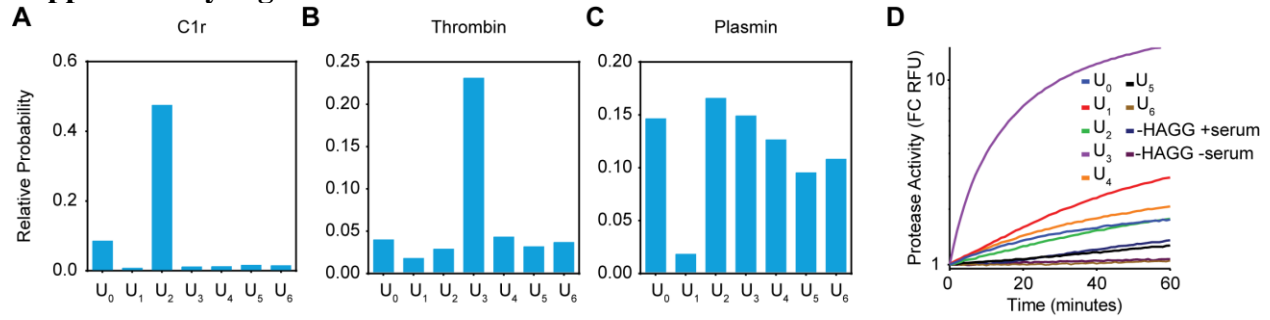 A
C1r
B
Thrombin
C
Plasmin
D
Relative Probability
0.6
0.4
0.2
0.0
U0 U1 U2 U3 U4 U5 U6
0.25
0.20
0.15
0.10
0.05
0.00
U0 U1 U2 U3 U4 U5 U6
0.20
0.15
0.10
0.05
0.00
U0 U1 U2 U3 U4 U5 U6
Protease Activity (FC RFU)
10
1
U0 U5
U1 U6
U2 -HAGG +serum
U3 -HAGG -serum
U4
0 20 40 60
Time (minutes)